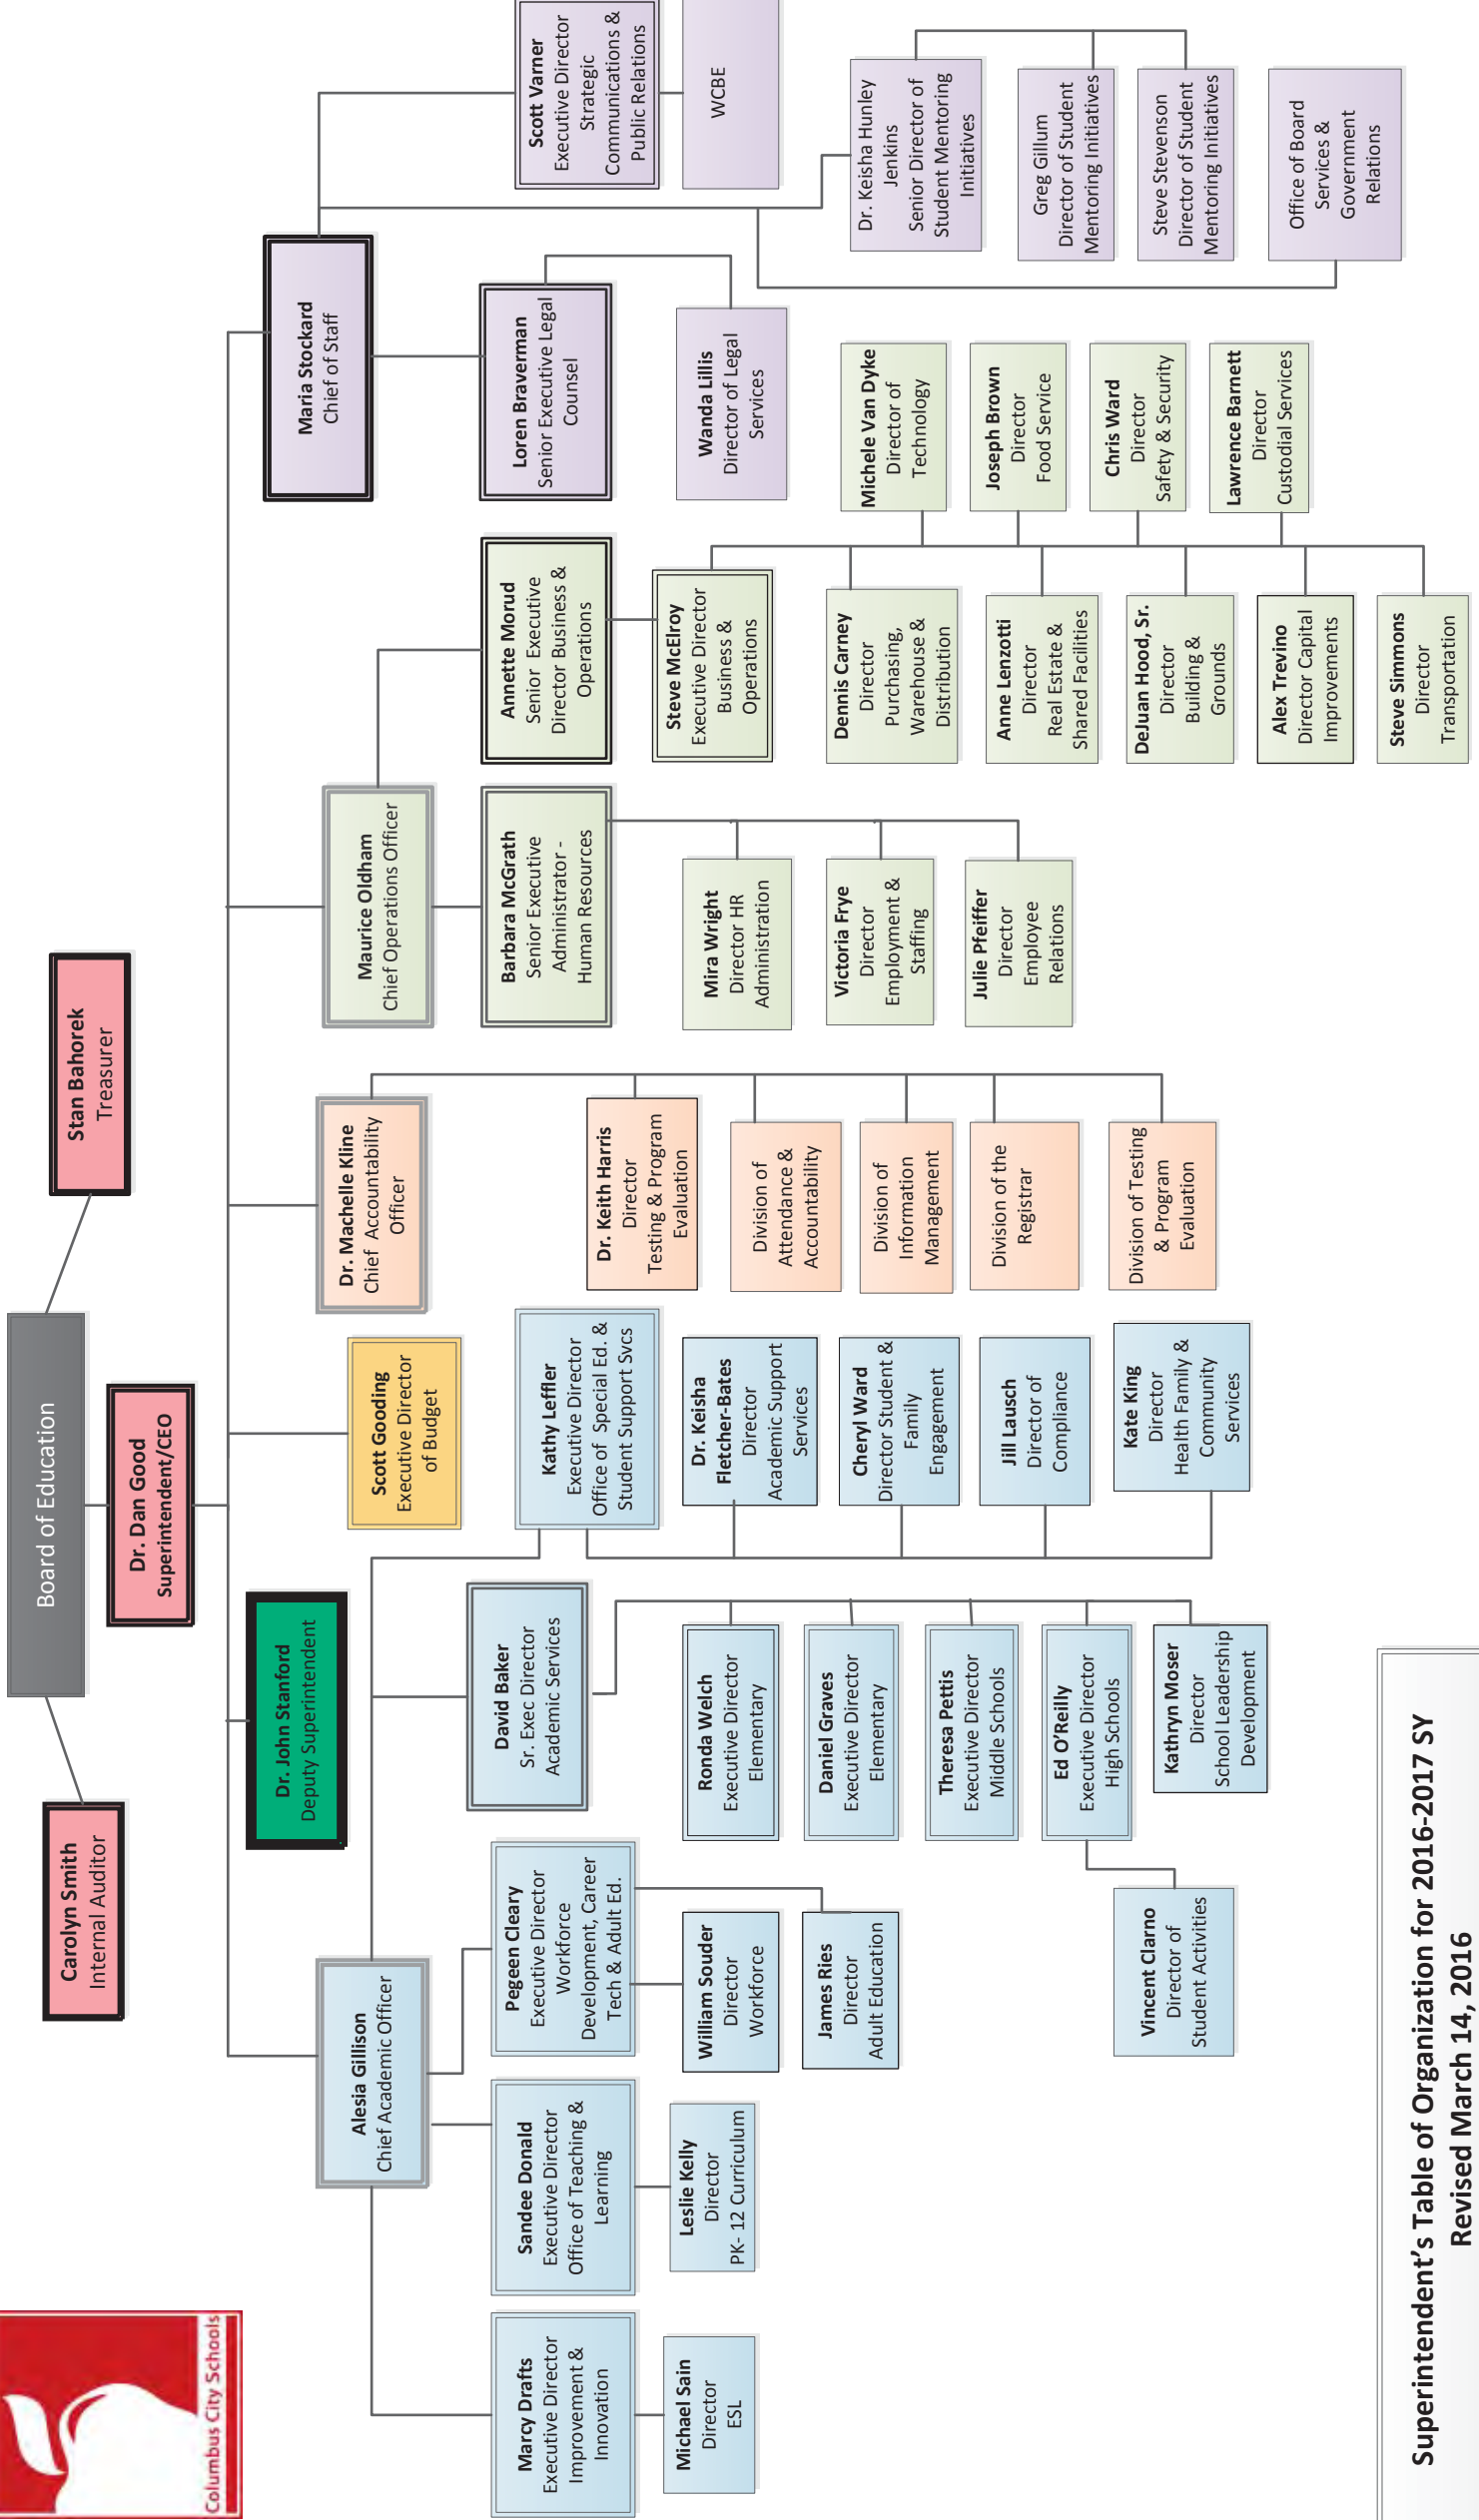 Columbus City Schools
Board of Education
Carolyn Smith
Internal Auditor
Stan Bahorek
Treasurer
Dr. Dan Good
Superintendent/CEO
Dr. John Stanford
Deputy Superintendent
Alesia Gillison
Chief Academic Officer
Scott Gooding
Executive Director
of Budget
Dr. Machelle Kline
Chief Accountability
Officer
Maurice Oldham
Chief Operations Officer
Maria Stockard
Chief of Staff
Marcy Drafts
Executive Director
Improvement &
Innovation
Michael Sain
Director
ESL
Sandee Donald
Executive Director
Office of Teaching &
Learning
Leslie Kelly
Director
PK- 12 Curriculum
Pegeen Cleary
Executive Director
Workforce
Development, Career
Tech & Adult Ed.
William Souder
Director
Workforce
James Ries
Director
Adult Education
David Baker
Sr. Exec Director
Academic Services
Ronda Welch
Executive Director
Elementary
Daniel Graves
Executive Director
Elementary
Theresa Pettis
Executive Director
Middle Schools
Ed O’Reilly
Executive Director
High Schools
Kathryn Moser
Director
School Leadership
Development
Vincent Clarno
Director of
Student Activities
Kathy Leffler
Executive Director
Office of Special Ed. &
Student Support Svcs
Dr. Keisha
Fletcher-Bates
Director
Academic Support
Services
Cheryl Ward
Director Student &
Family
Engagement
Jill Lausch
Director of
Compliance
Kate King
Director
Health Family &
Community
Services
Dr. Keith Harris
Director
Testing & Program
Evaluation
Division of
Attendance &
Accountability
Division of
Information
Management
Division of the
Registrar
Division of Testing
& Program
Evaluation
Barbara McGrath
Senior Executive
Administrator -
Human Resources
Mira Wright
Director HR
Administration
Victoria Frye
Director
Employment &
Staffing
Julie Pfeiffer
Director
Employee
Relations
Annette Morud
Senior Executive
Director Business &
Operations
Steve McElroy
Executive Director
Business &
Operations
Dennis Carney
Director
Purchasing,
Warehouse &
Distribution
Anne Lenzotti
Director
Real Estate &
Shared Facilities
DeJuan Hood, Sr.
Director
Building &
Grounds
Alex Trevino
Director Capital
Improvements
Steve Simmons
Director
Transportation
Michele Van Dyke
Director of
Technology
Joseph Brown
Director
Food Service
Chris Ward
Director
Safety & Security
Lawrence Barnett
Director
Custodial Services
Loren Braverman
Senior Executive Legal
Counsel
Wanda Lillis
Director of Legal
Services
Scott Varner
Executive Director
Strategic
Communications &
Public Relations
WCBE
Dr. Keisha Hunley
Jenkins
Senior Director of
Student Mentoring
Initiatives
Greg Gillum
Director of Student
Mentoring Initiatives
Steve Stevenson
Director of Student
Mentoring Initiatives
Office of Board
Services &
Government
Relations
Superintendent’s Table of Organization for 2016-2017 SY
Revised March 14, 2016